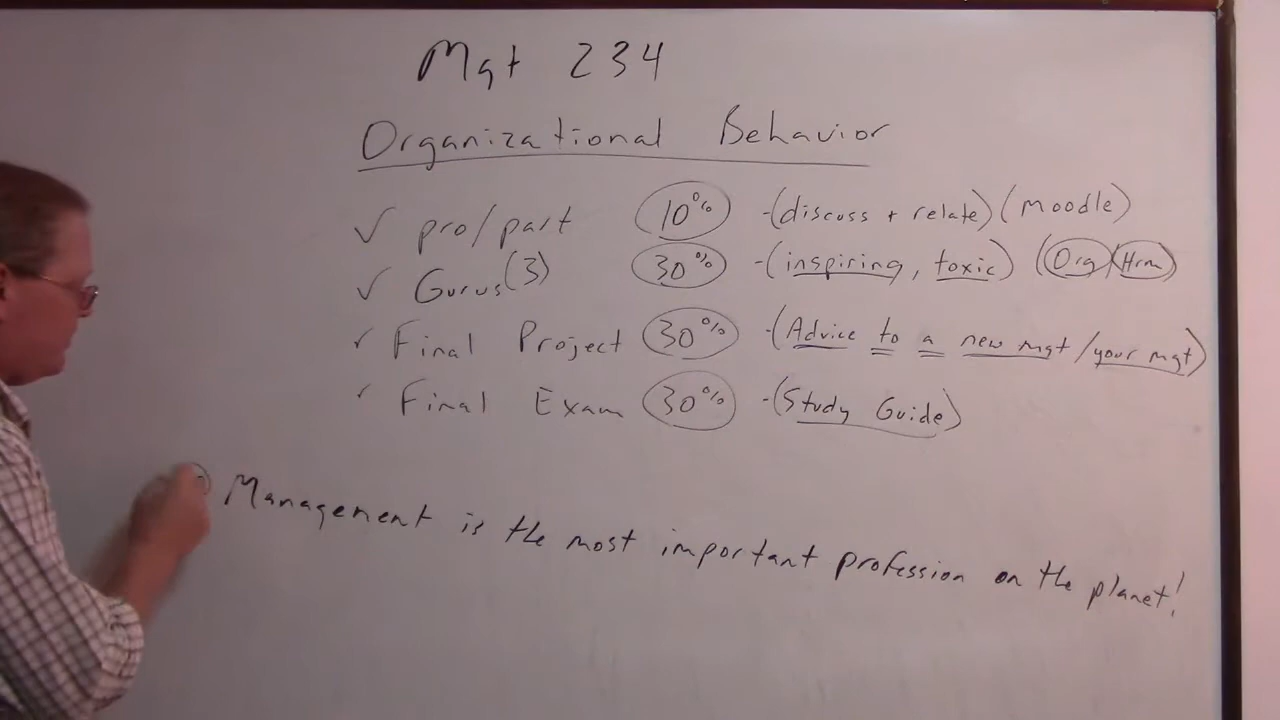 Mgt 234
Organizational Behavior
✓ pro/part 10% -(discuss + relate) (Moodle)
✓ Gurus (3) 30% -(inspiring, toxic) (Org/Hrm)
✓ Final Project 30% -(Advice to a new mgt/your mgt)
✓ Final Exam 30% -(Study Guide)
Management is the most important profession on the planet!